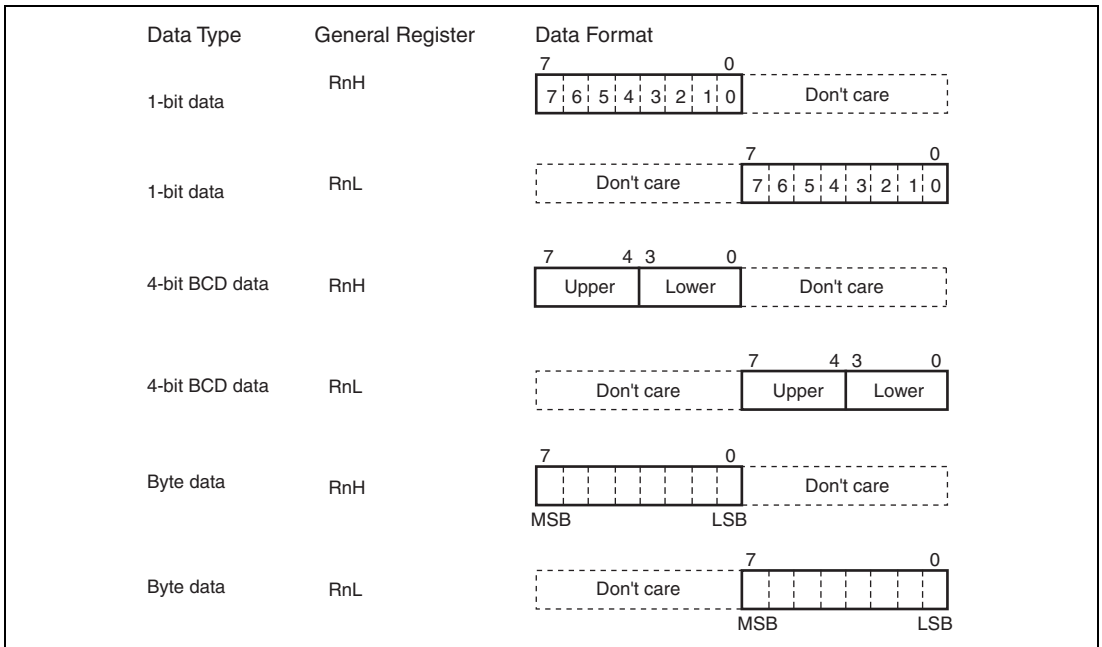 Data Type General Register Data Format
7 0
1-bit data RnH 7 6 5 4 3 2 1 0 Don't care
7 0
1-bit data RnL Don't care 7 6 5 4 3 2 1 0
7 4 3 0
4-bit BCD data RnH Upper Lower Don't care
7 4 3 0
4-bit BCD data RnL Don't care Upper Lower
7 0
Byte data RnH Don't care
MSB LSB
7 0
Byte data RnL Don't care
MSB LSB